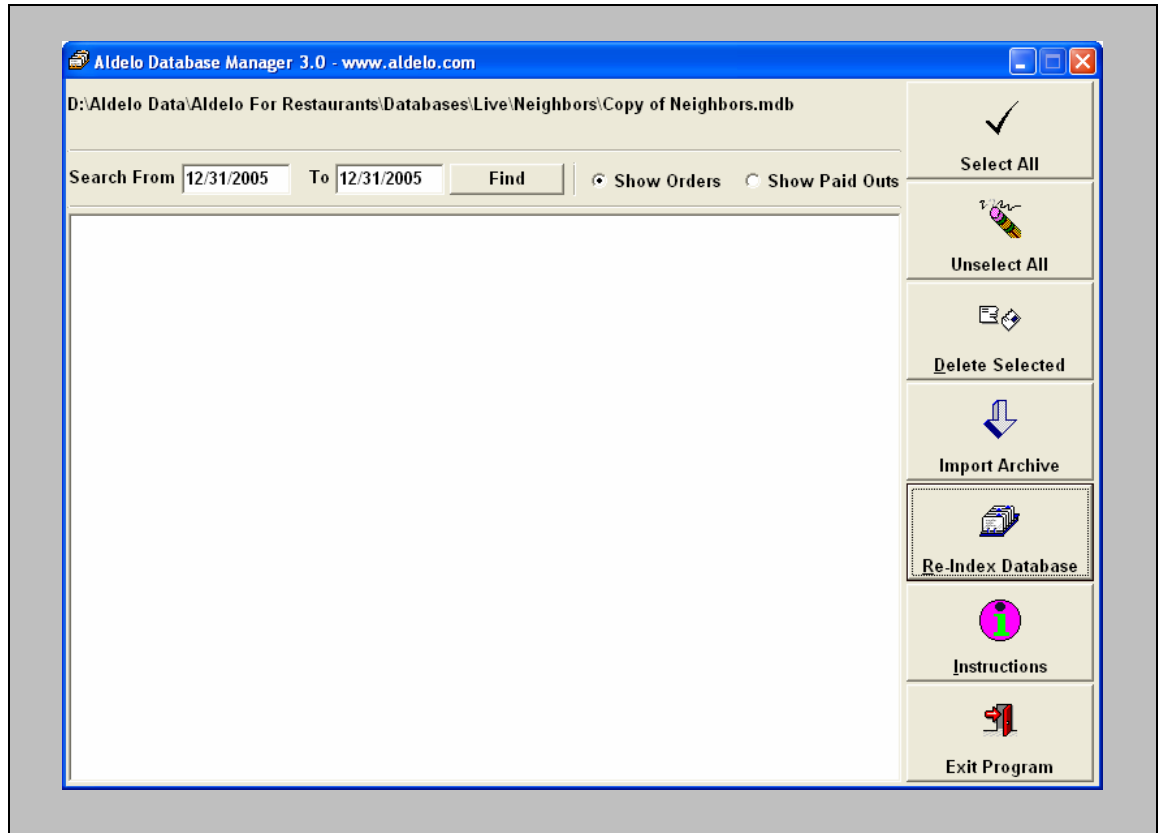 Aldelo Database Manager 3.0 - www.aldelo.com
D:\Aldelo Data\Aldelo For Restaurants\Databases\Live\Neighbors\Copy of Neighbors.mdb
Search From 12/31/2005 To 12/31/2005 Find Show Orders Show Paid Outs
Select All
Unselect All
Delete Selected
Import Archive
Re-Index Database
Instructions
Exit Program